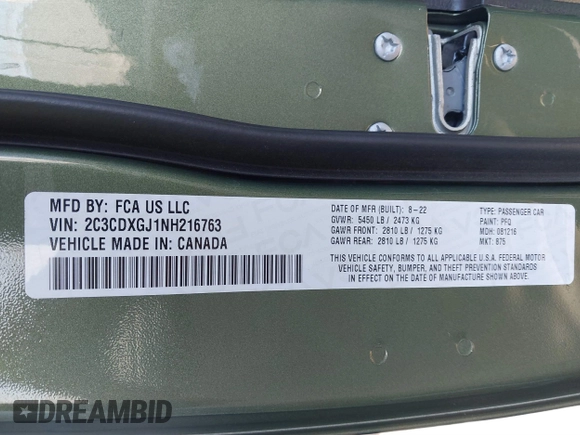 MFD BY: FCA US LLC
VIN: 2C3CDXGJ1NH216763
VEHICLE MADE IN: CANADA
DATE OF MFR (BUILT): 8-22
GVWR: 5450 LB / 2473 KG
GAWR FRONT: 2810 LB / 1275 KG
GAWR REAR: 2810 LB / 1275 KG
TYPE: PASSENGER CAR
PAINT: PFQ
MDH: 081216
MKT: 875
THIS VEHICLE CONFORMS TO ALL APPLICABLE U.S.A. FEDERAL MOTOR
VEHICLE SAFETY, BUMPER, AND THEFT PREVENTION STANDARDS
IN EFFECT ON THE DATE OF MANUFACTURE SHOWN ABOVE.
DREAMBID